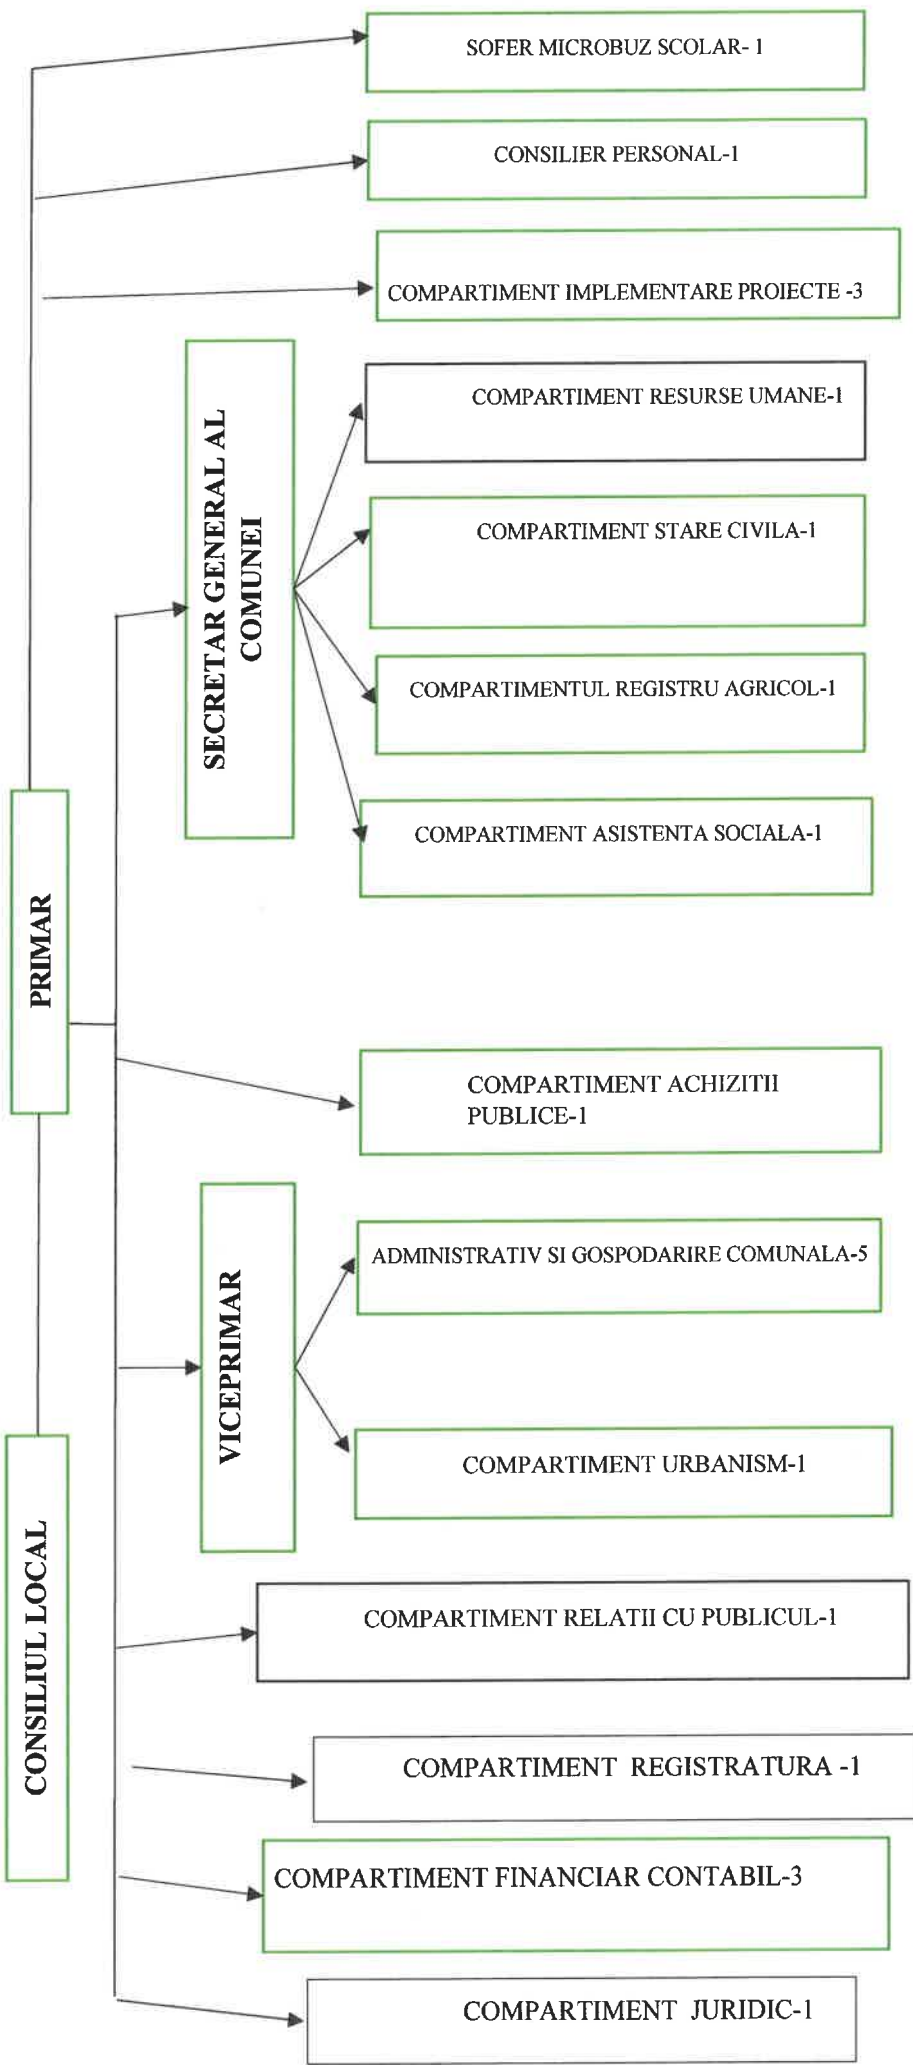 SOFER MICROBUZ SCOLAR- 1
CONSILIER PERSONAL-1
COMPARTIMENT IMPLEMENTARE PROIECTE -3
SECRETAR GENERAL AL
COMUNEI
COMPARTIMENT RESURSE UMANE-1
COMPARTIMENT STARE CIVILA-1
COMPARTIMENTUL REGISTRU AGRICOL-1
COMPARTIMENT ASISTENTA SOCIALA-1
PRIMAR
COMPARTIMENT ACHIZITII
PUBLICE-1
VICEPRIMAR
ADMINISTRATIV SI GOSPODARIRE COMUNALA-5
COMPARTIMENT URBANISM-1
CONSILIUL LOCAL
COMPARTIMENT RELATII CU PUBLICUL-1
COMPARTIMENT REGISTRATURA -1
COMPARTIMENT FINANCIAR CONTABIL-3
COMPARTIMENT JURIDIC-1